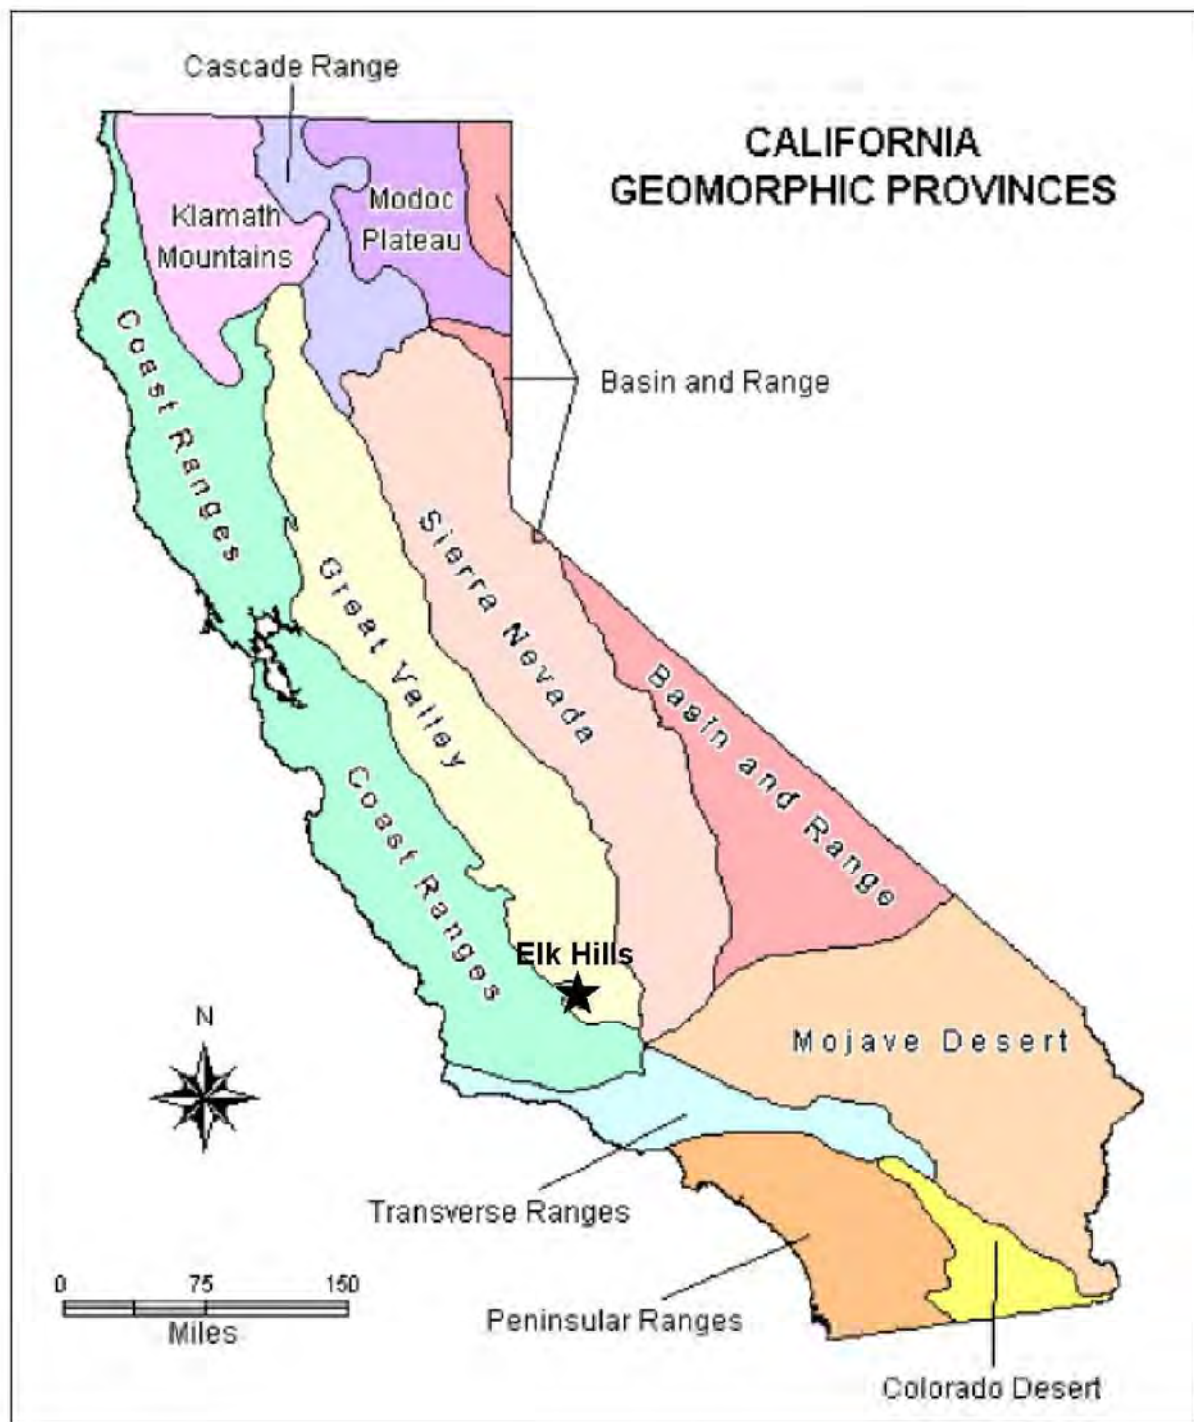 Cascade Range
CALIFORNIA
GEOMORPHIC PROVINCES
Klamath
Mountains
Modoc
Plateau
Coast Ranges
Basin and Range
Sierra Nevada
Great Valley
Basin and Range
Coast Ranges
Elk Hills
N
Mojave Desert
Transverse Ranges
0 75 150
Miles
Peninsular Ranges
Colorado Desert